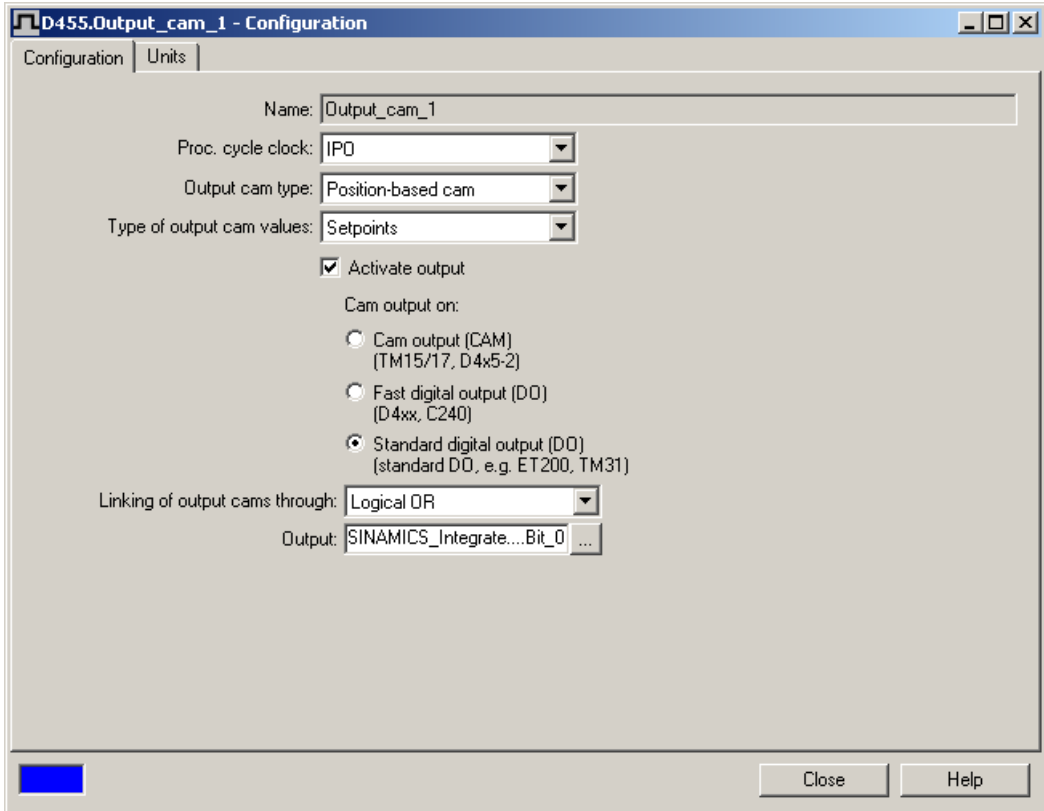 D455.Output_cam_1 - Configuration
Configuration Units
Name: Output_cam_1
Proc. cycle clock: IPO
Output cam type: Position-based cam
Type of output cam values: Setpoints
Activate output
Cam output on:
Cam output (CAM)
(TM15/17, D4x5-2)
Fast digital output (DO)
(D4xx, C240)
Standard digital output (DO)
(standard DO, e.g. ET200, TM31)
Linking of output cams through: Logical OR
Output: SINAMICS_Integrate....Bit_0 ...
Close Help